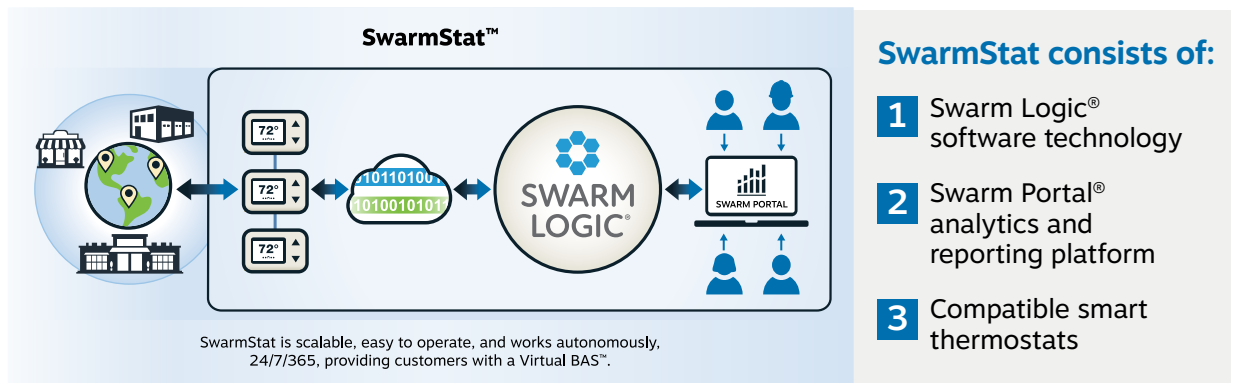 SwarmStat™
72°
72°
72°
101101001
10100101011
SWARM
LOGIC®
SWARM PORTAL
SwarmStat is scalable, easy to operate, and works autonomously,
24/7/365, providing customers with a Virtual BAS™.
SwarmStat consists of:
1 Swarm Logic®
software technology
2 Swarm Portal®
analytics and
reporting platform
3 Compatible smart
thermostats